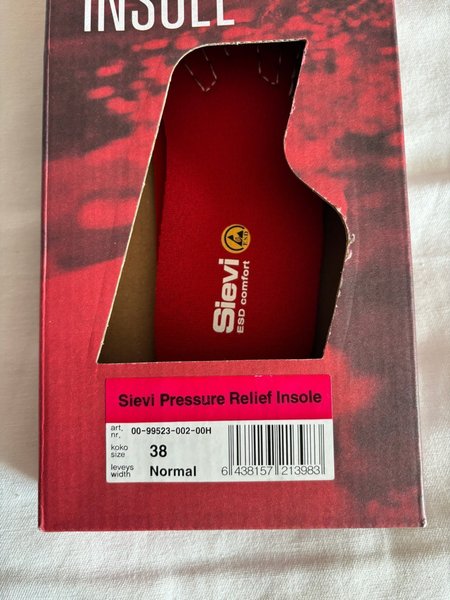 INSOLE
ESD
Sievi
ESD comfort
Sievi Pressure Relief Insole
art. nr. 00-99523-002-00H
koko size 38
leveys width Normal
6 438157 213983